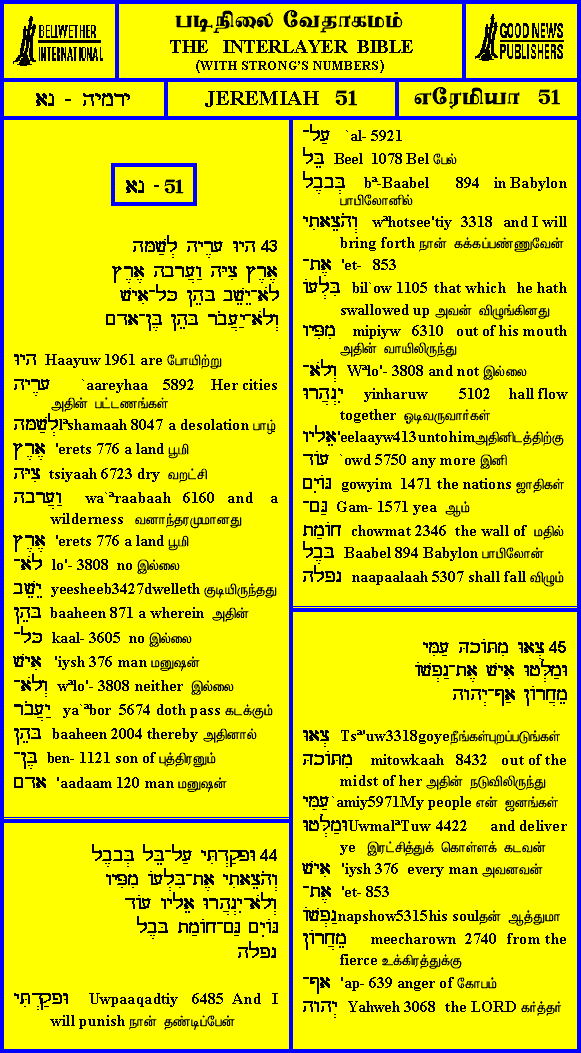 BELLWETHER
INTERNATIONAL
படிநிலை வேதாகமம்
THE INTERLAYER BIBLE
(WITH STRONG'S NUMBERS)
GOOD NEWS
PUBLISHERS
ירמיה - נא
JEREMIAH 51
எரேமியா 51
נא - 51
43 היו עריה לשׁמה
ארץ ציה וערבה ארץ
לא־ישׁב בהן כל־אישׁ
ולא־יעבר בהן בן־אדם
היו Haayuw 1961 are போயிற்று
עריה `aareyhaa 5892 Her cities
அதின் பட்டணங்கள்
ולשׁמהªshamaah 8047 a desolation பாழ்
ארץ 'erets 776 a land பூமி
ציה tsiyaah 6723 dry வறட்சி
וערבה wa`ªraabaah 6160 and a
wilderness வனாந்தரமுமானது
ארץ 'erets 776 a land பூமி
לא־ lo'- 3808 no இல்லை
ישׁב yeesheeb3427dwelleth குடியிருந்தது
בהן baaheen 871 a wherein அதின்
כל־ kaal- 3605 no இல்லை
אישׁ 'iysh 376 man மனுஷன்
ולא־ wªlo'- 3808 neither இல்லை
יעבר ya`ªbor 5674 doth pass கடக்கும்
בהן baaheen 2004 thereby அதினால்
בן־ ben- 1121 son of புத்திரனும்
אדם 'aadaam 120 man மனுஷன்
44 ופקדתי על־בל בבבל
והצאתי את־בלעו מפיו
ולא־ינהרו אליו עוד
גוים גם־חומת בבל
נפלה
ופקדתי Uwpaaqadtiy 6485 And I
will punish நான் தண்டிப்பேன்
על־ `al- 5921
בל Beel 1078 Bel பேல்
בבבל bª-Baabel 894 in Babylon
பாபிலோனில்
והצאתי wªhotsee'tiy 3318 and I will
bring forth நான் கக்கப்பண்ணுவேன்
את־ 'et- 853
בלעו bil`ow 1105 that which he hath
swallowed up அவன் விழுங்கினது
מפיו mipiyw 6310 out of his mouth
அதின் வாயிலிருந்து
ולא־ Wªlo'- 3808 and not இல்லை
ינהרו yinharuw 5102 hall flow
together ஓடிவருவார்கள்
אליו'eelaayw413untohimஅதினிடத்திற்கு
עוד `owd 5750 any more இனி
גוים gowyim 1471 the nations ஜாதிகள்
גם־ Gam- 1571 yea ஆம்
חומת chowmat 2346 the wall of மதில்
בבל Baabel 894 Babylon பாபிலோன்
נפלה naapaalaah 5307 shall fall விழும்
45 צאו מתוכה עמי
ומלטו אישׁ את־נפשׁו
מחרון אף־יהוה
צאו Tsª'uw3318goyeநீங்கள்புறப்படுங்கள்
מתוכה mitowkaah 8432 out of the
midst of her அதின் நடுவிலிருந்து
עמי`amiy5971My people என் ஜனங்கள்
ומלטוUwmalªTuw 4422 and deliver
ye இரட்சித்துக் கொள்ளக் கடவன்
אישׁ 'iysh 376 every man அவனவன்
את־ 'et- 853
נפשׁוnapshow5315his soulதன் ஆத்துமா
מחרון meecharown 2740 from the
fierce உக்கிரத்துக்கு
אף־ 'ap- 639 anger of கோபம்
יהוה Yahweh 3068 the LORD கர்த்தர்